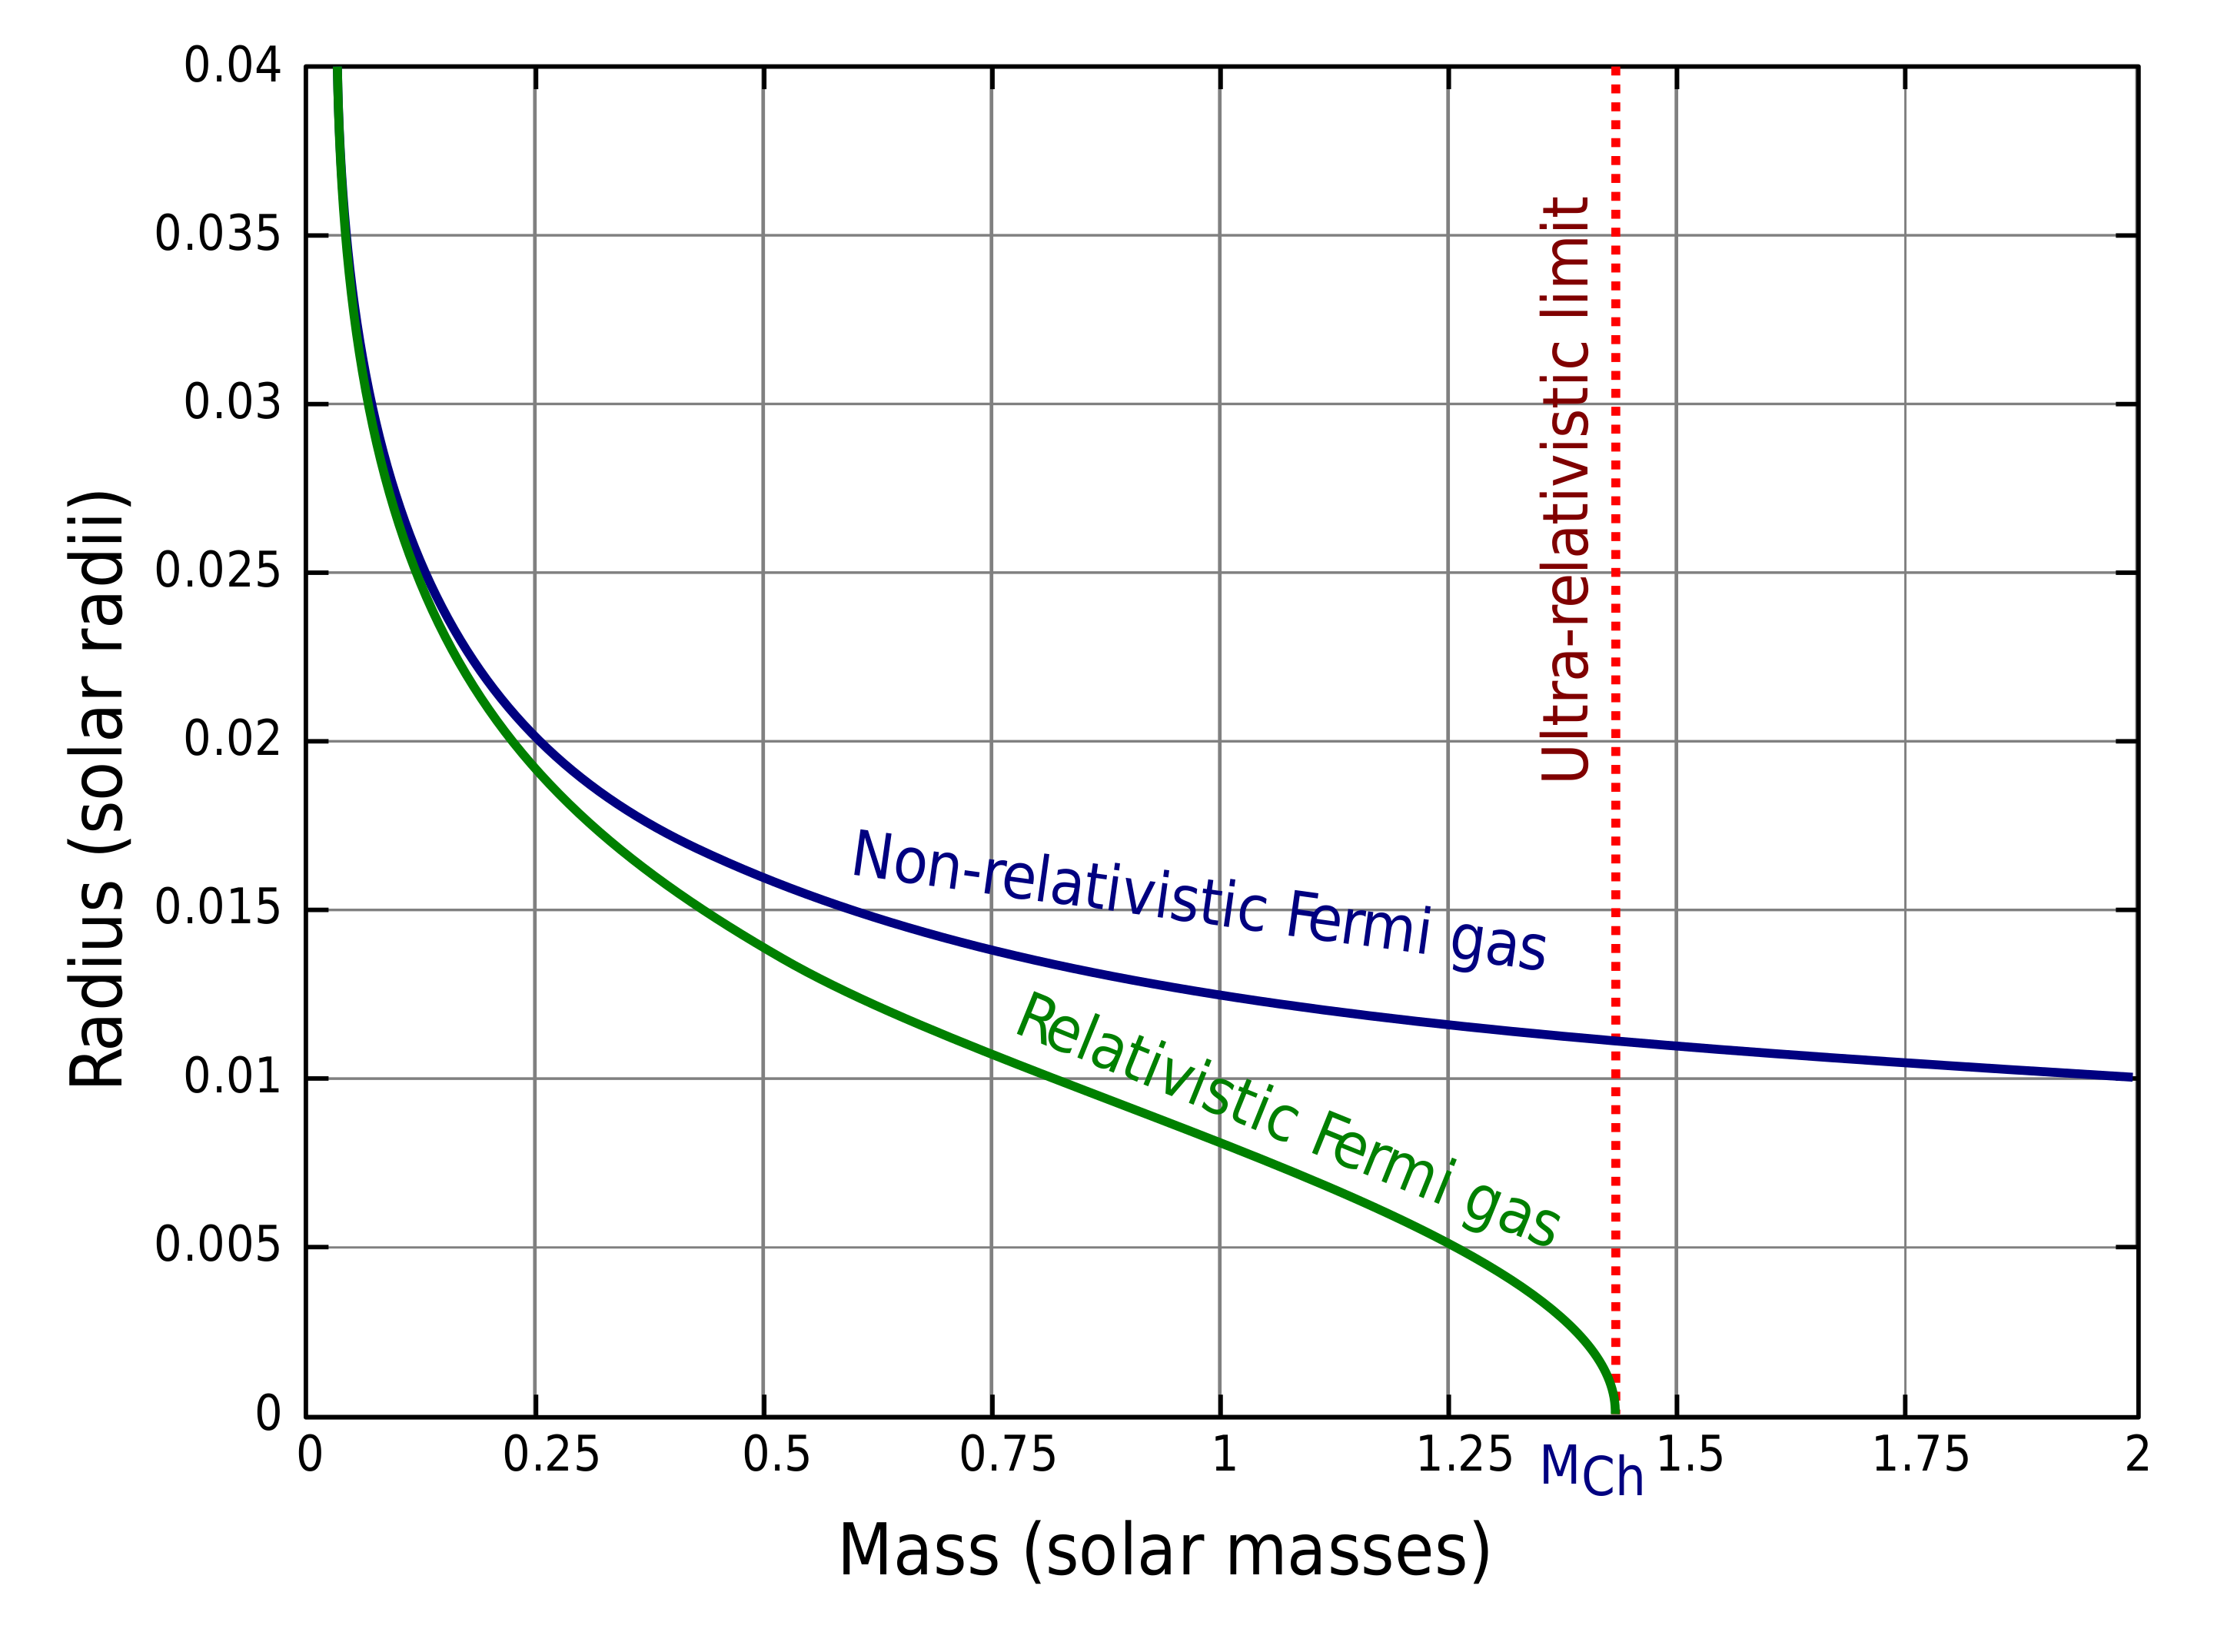 0.04
0.035
0.03
0.025
0.02
0.015
0.01
0.005
0
Radius (solar radii)
Ultra-relativistic limit
Non-relativistic Fermi gas
Relativistic Fermi gas
0 0.25 0.5 0.75 1 1.25 MCh 1.5 1.75 2
Mass (solar masses)